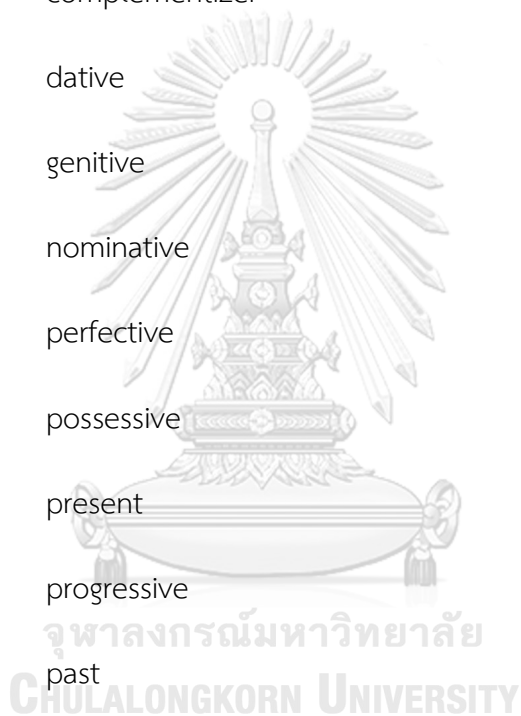 complementizer
dative
genitive
nominative
perfective
possessive
present
progressive
จุฬาลงกรณ์มหาวิทยาลัย
past
CHULALONGKORN UNIVERSITY